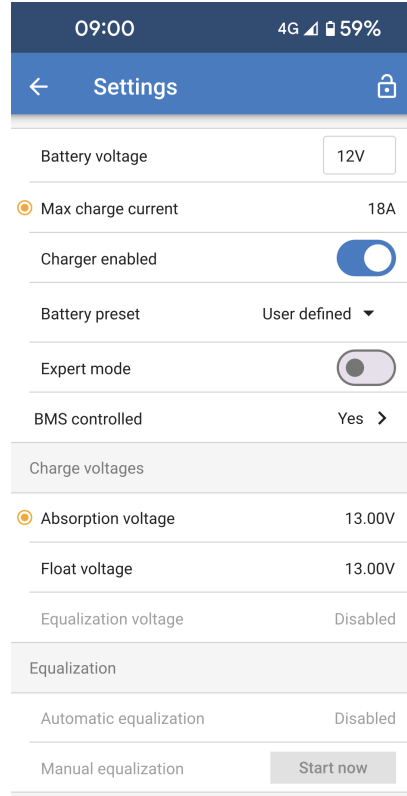 09:00 4G 59%
Settings
Battery voltage 12V
Max charge current 18A
Charger enabled
Battery preset User defined
Expert mode
BMS controlled Yes
Charge voltages
Absorption voltage 13.00V
Float voltage 13.00V
Equalization voltage Disabled
Equalization
Automatic equalization Disabled
Manual equalization Start now